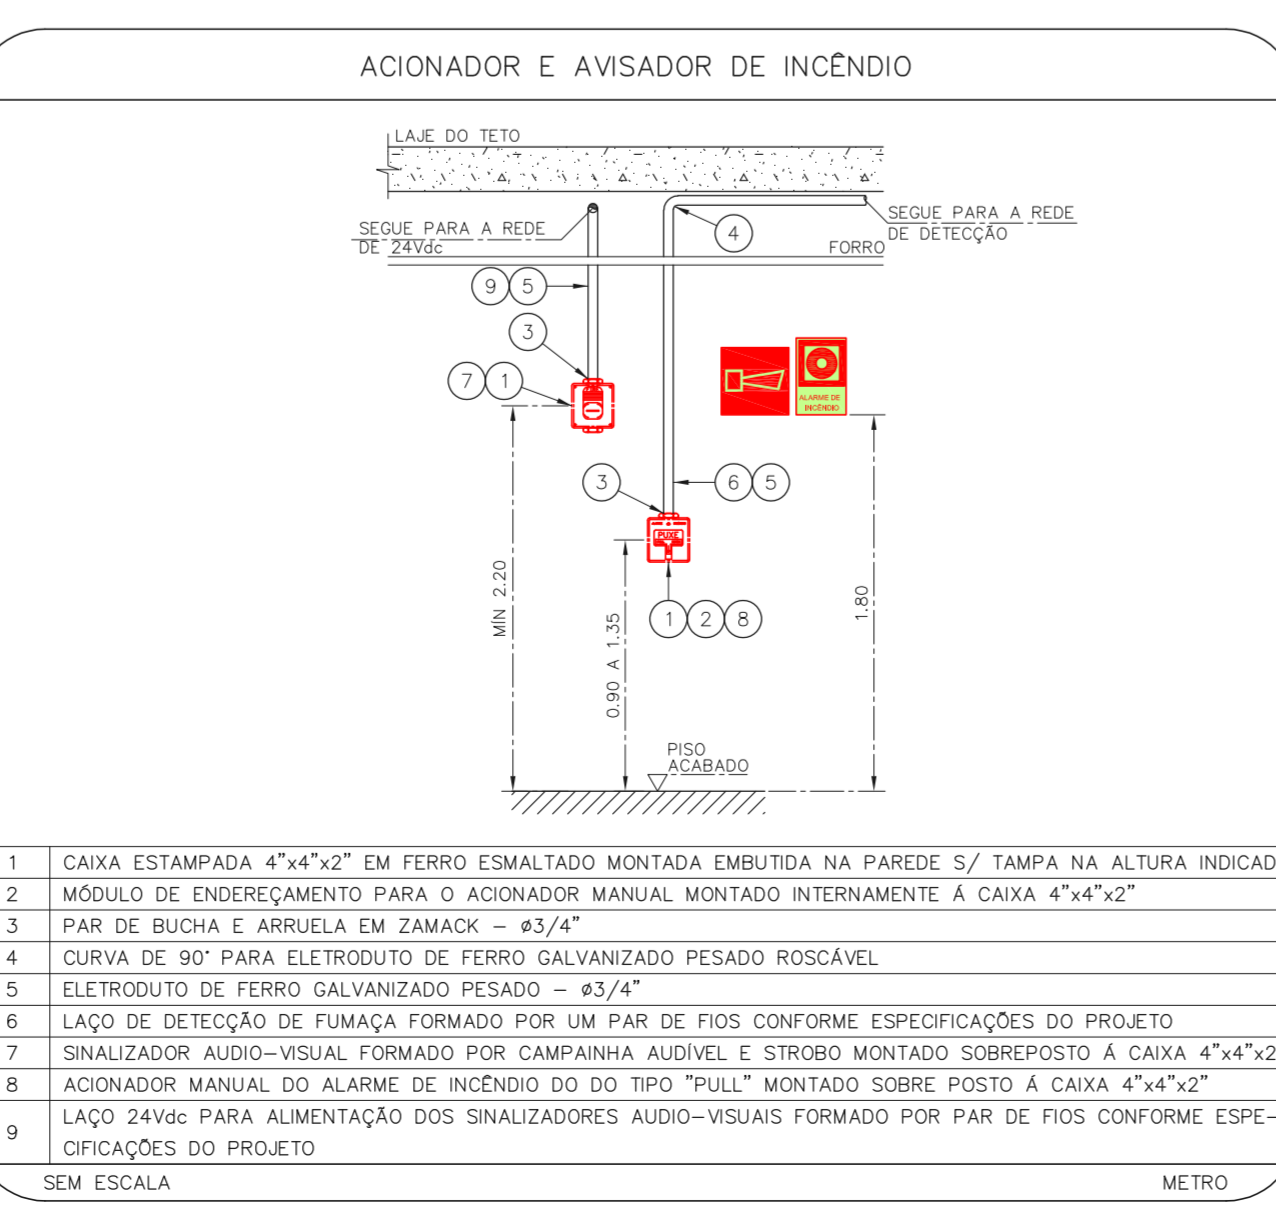 ACIONADOR E AVISADOR DE INCÊNDIO
LAJE DO TETO
SEGUE PARA A REDE
DE 24Vdc
SEGUE PARA A REDE
DE DETECÇÃO
4
FORRO
9 5
3
7 1
ALARME DE
INCÊNDIO
3
6 5
PUXE
MÍN 2.20
0.90 A 1.35
1.80
1 2 8
PISO
ACABADO
1 CAIXA ESTAMPADA 4”x4”x2” EM FERRO ESMALTADO MONTADA EMBUTIDA NA PAREDE S/ TAMPA NA ALTURA INDICAD
2 MÓDULO DE ENDEREÇAMENTO PARA O ACIONADOR MANUAL MONTADO INTERNAMENTE Á CAIXA 4”x4”x2”
3 PAR DE BUCHA E ARRUELA EM ZAMACK – ø3/4”
4 CURVA DE 90° PARA ELETRODUTO DE FERRO GALVANIZADO PESADO ROSCÁVEL
5 ELETRODUTO DE FERRO GALVANIZADO PESADO – ø3/4”
6 LAÇO DE DETECÇÃO DE FUMAÇA FORMADO POR UM PAR DE FIOS CONFORME ESPECIFICAÇÕES DO PROJETO
7 SINALIZADOR AUDIO–VISUAL FORMADO POR CAMPAINHA AUDÍVEL E STROBO MONTADO SOBREPOSTO Á CAIXA 4”x4”x2
8 ACIONADOR MANUAL DO ALARME DE INCÊNDIO DO DO TIPO "PULL" MONTADO SOBRE POSTO Á CAIXA 4”x4”x2”
9 LAÇO 24Vdc PARA ALIMENTAÇÃO DOS SINALIZADORES AUDIO–VISUAIS FORMADO POR PAR DE FIOS CONFORME ESPE–
CIFICAÇÕES DO PROJETO
SEM ESCALA METRO